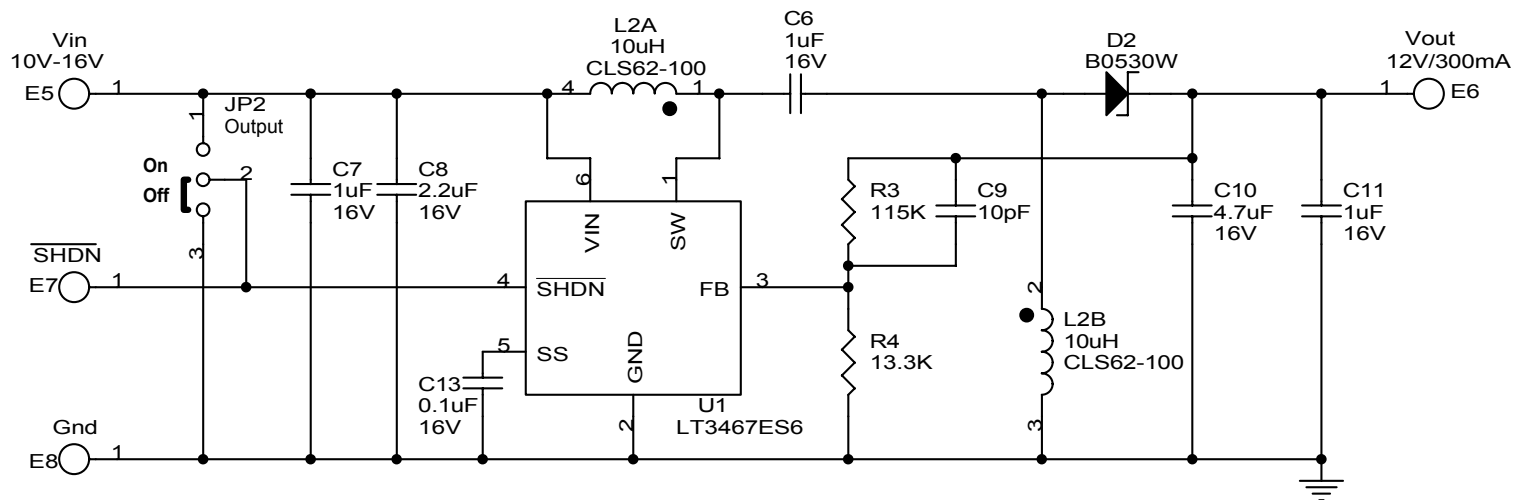 Vin
10V-16V
E5
1
JP2
Output
1
On
Off
2
3
SHDN
E7
1
Gnd
E8
1
C7
1uF
16V
C8
2.2uF
16V
L2A
10uH
CLS62-100
4
1
C6
1uF
16V
D2
B0530W
Vout
12V/300mA
1
E6
6
1
VIN
SW
4
SHDN
FB
3
5
SS
GND
2
U1
LT3467ES6
C13
0.1uF
16V
R3
115K
C9
10pF
R4
13.3K
2
L2B
10uH
CLS62-100
3
C10
4.7uF
16V
C11
1uF
16V